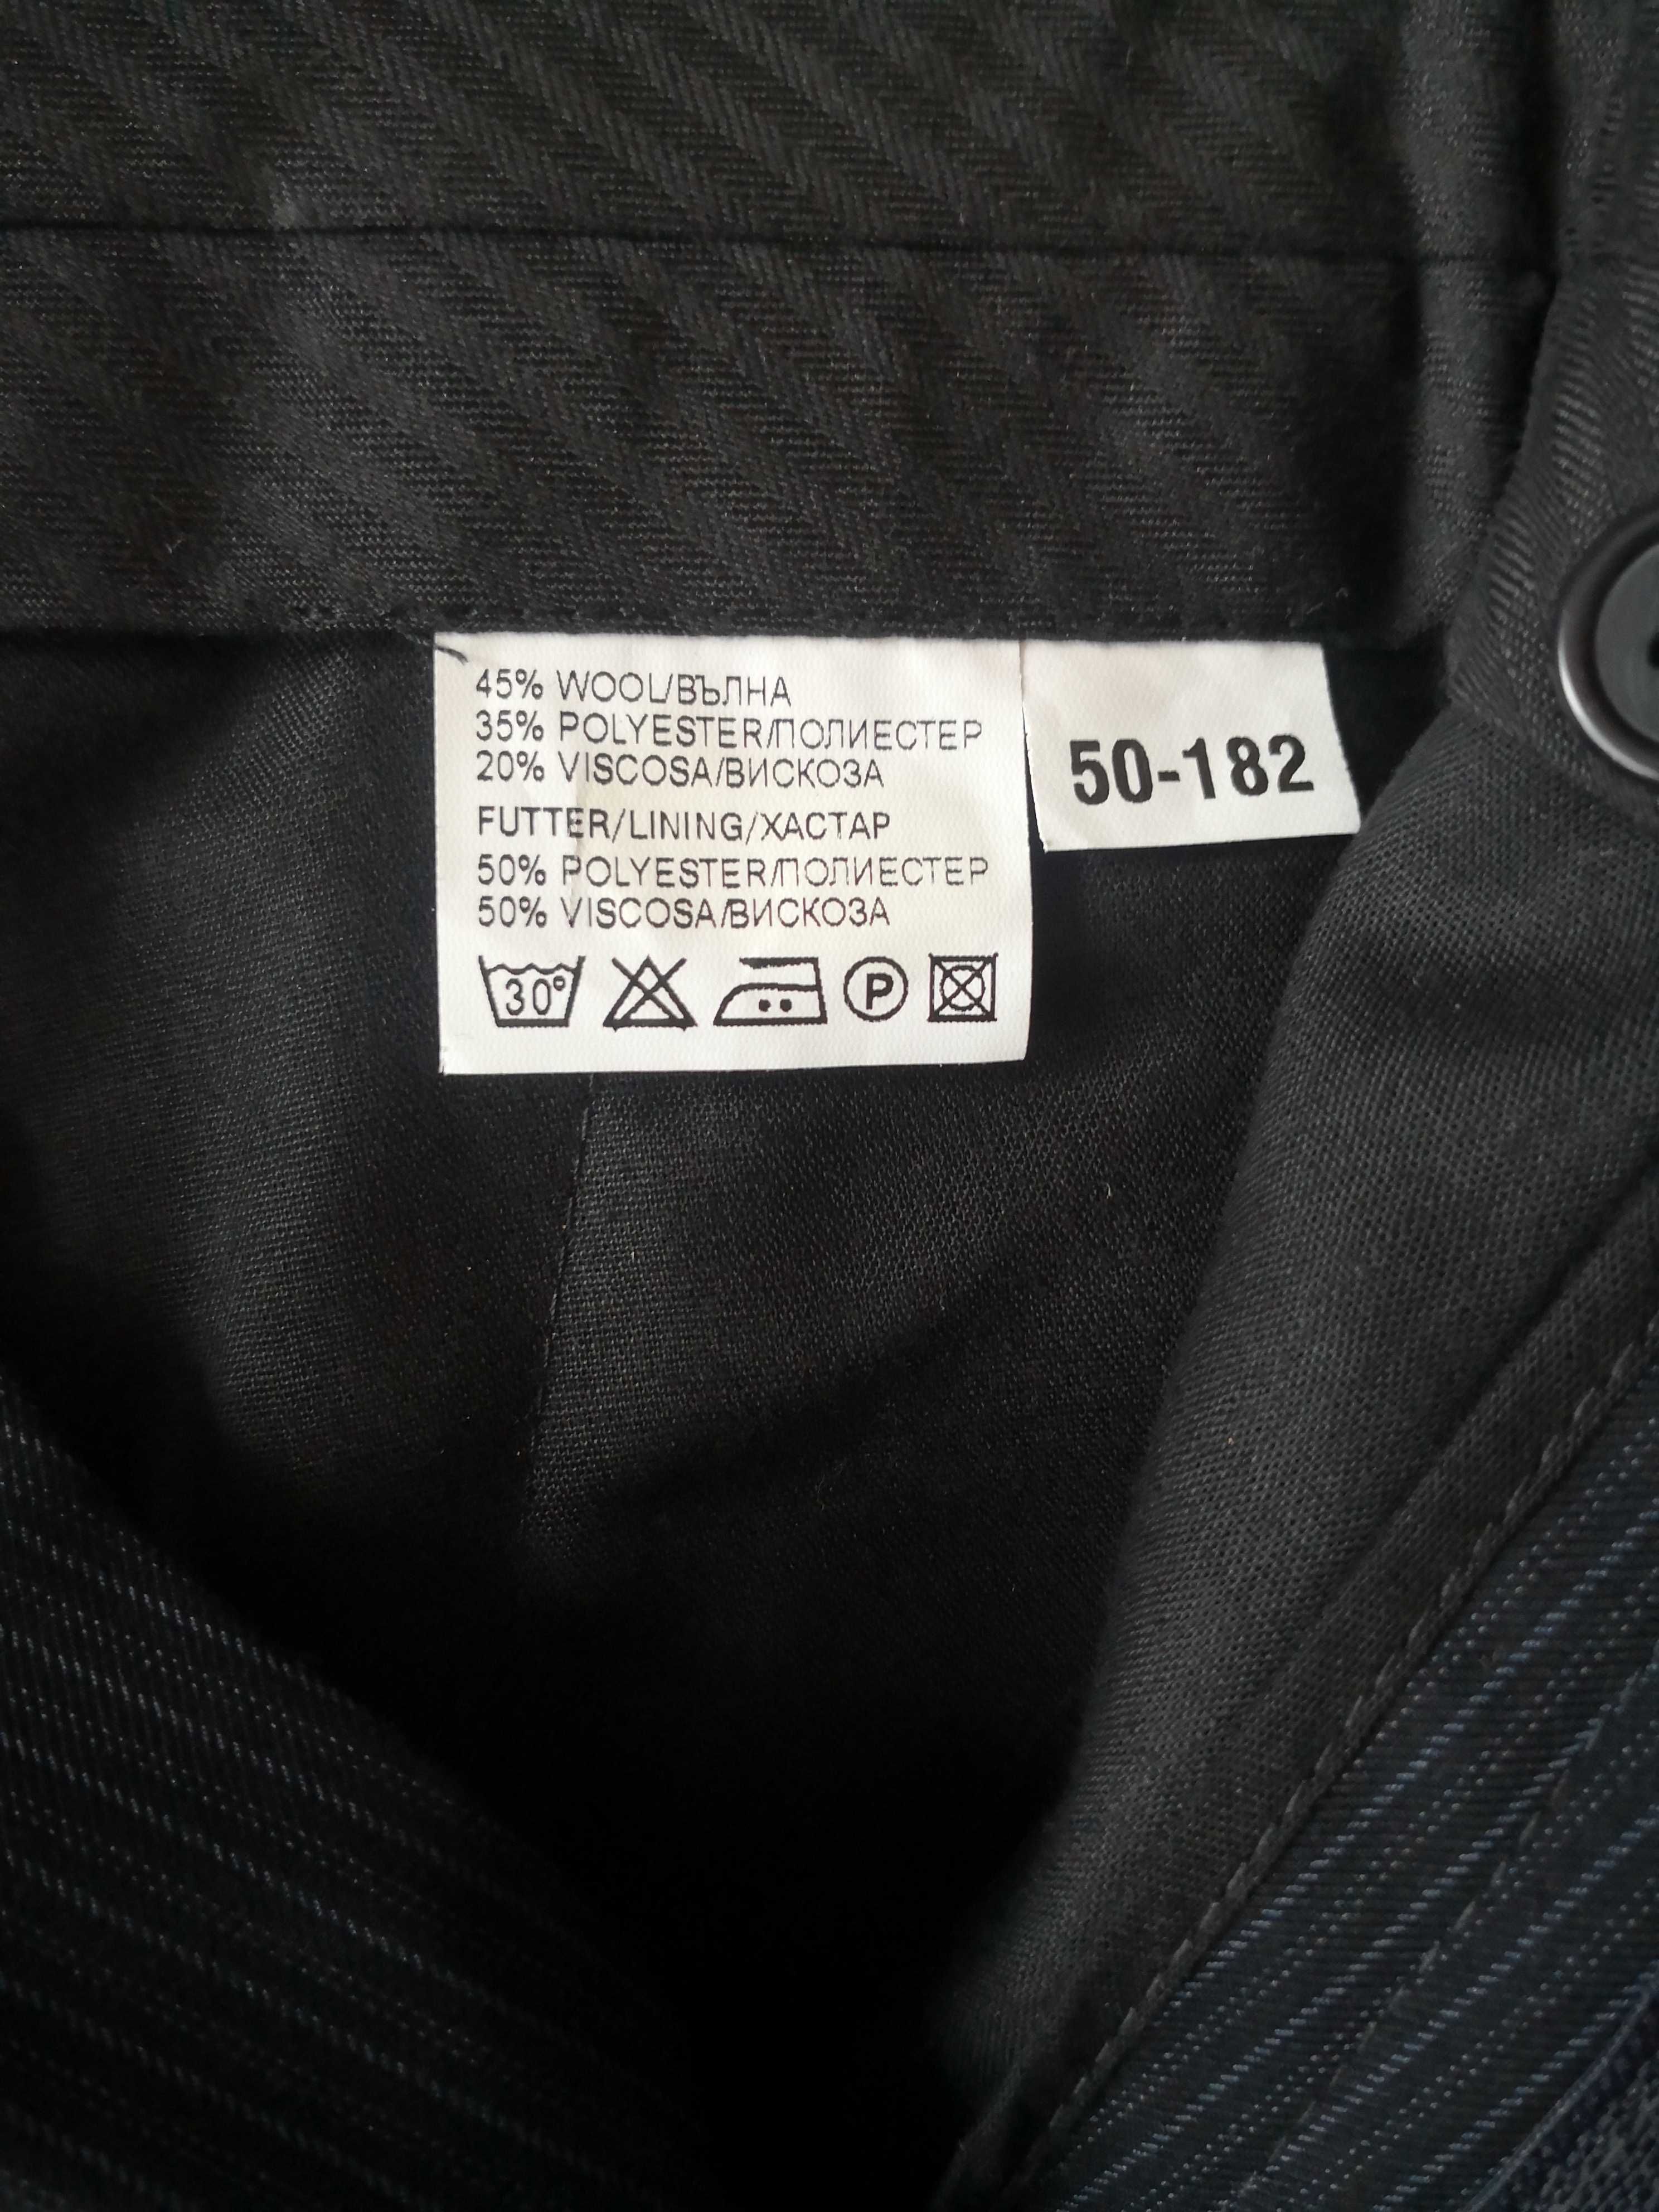 45% WOOL/ВЪЛНА
35% POLYESTER/ПОЛИЕСТЕР
20% VISCOSA/ВИСКОЗА
FUTTER/LINING/ХАСТАР
50% POLYESTER/ПОЛИЕСТЕР
50% VISCOSA/ВИСКОЗА
30° P
50-182